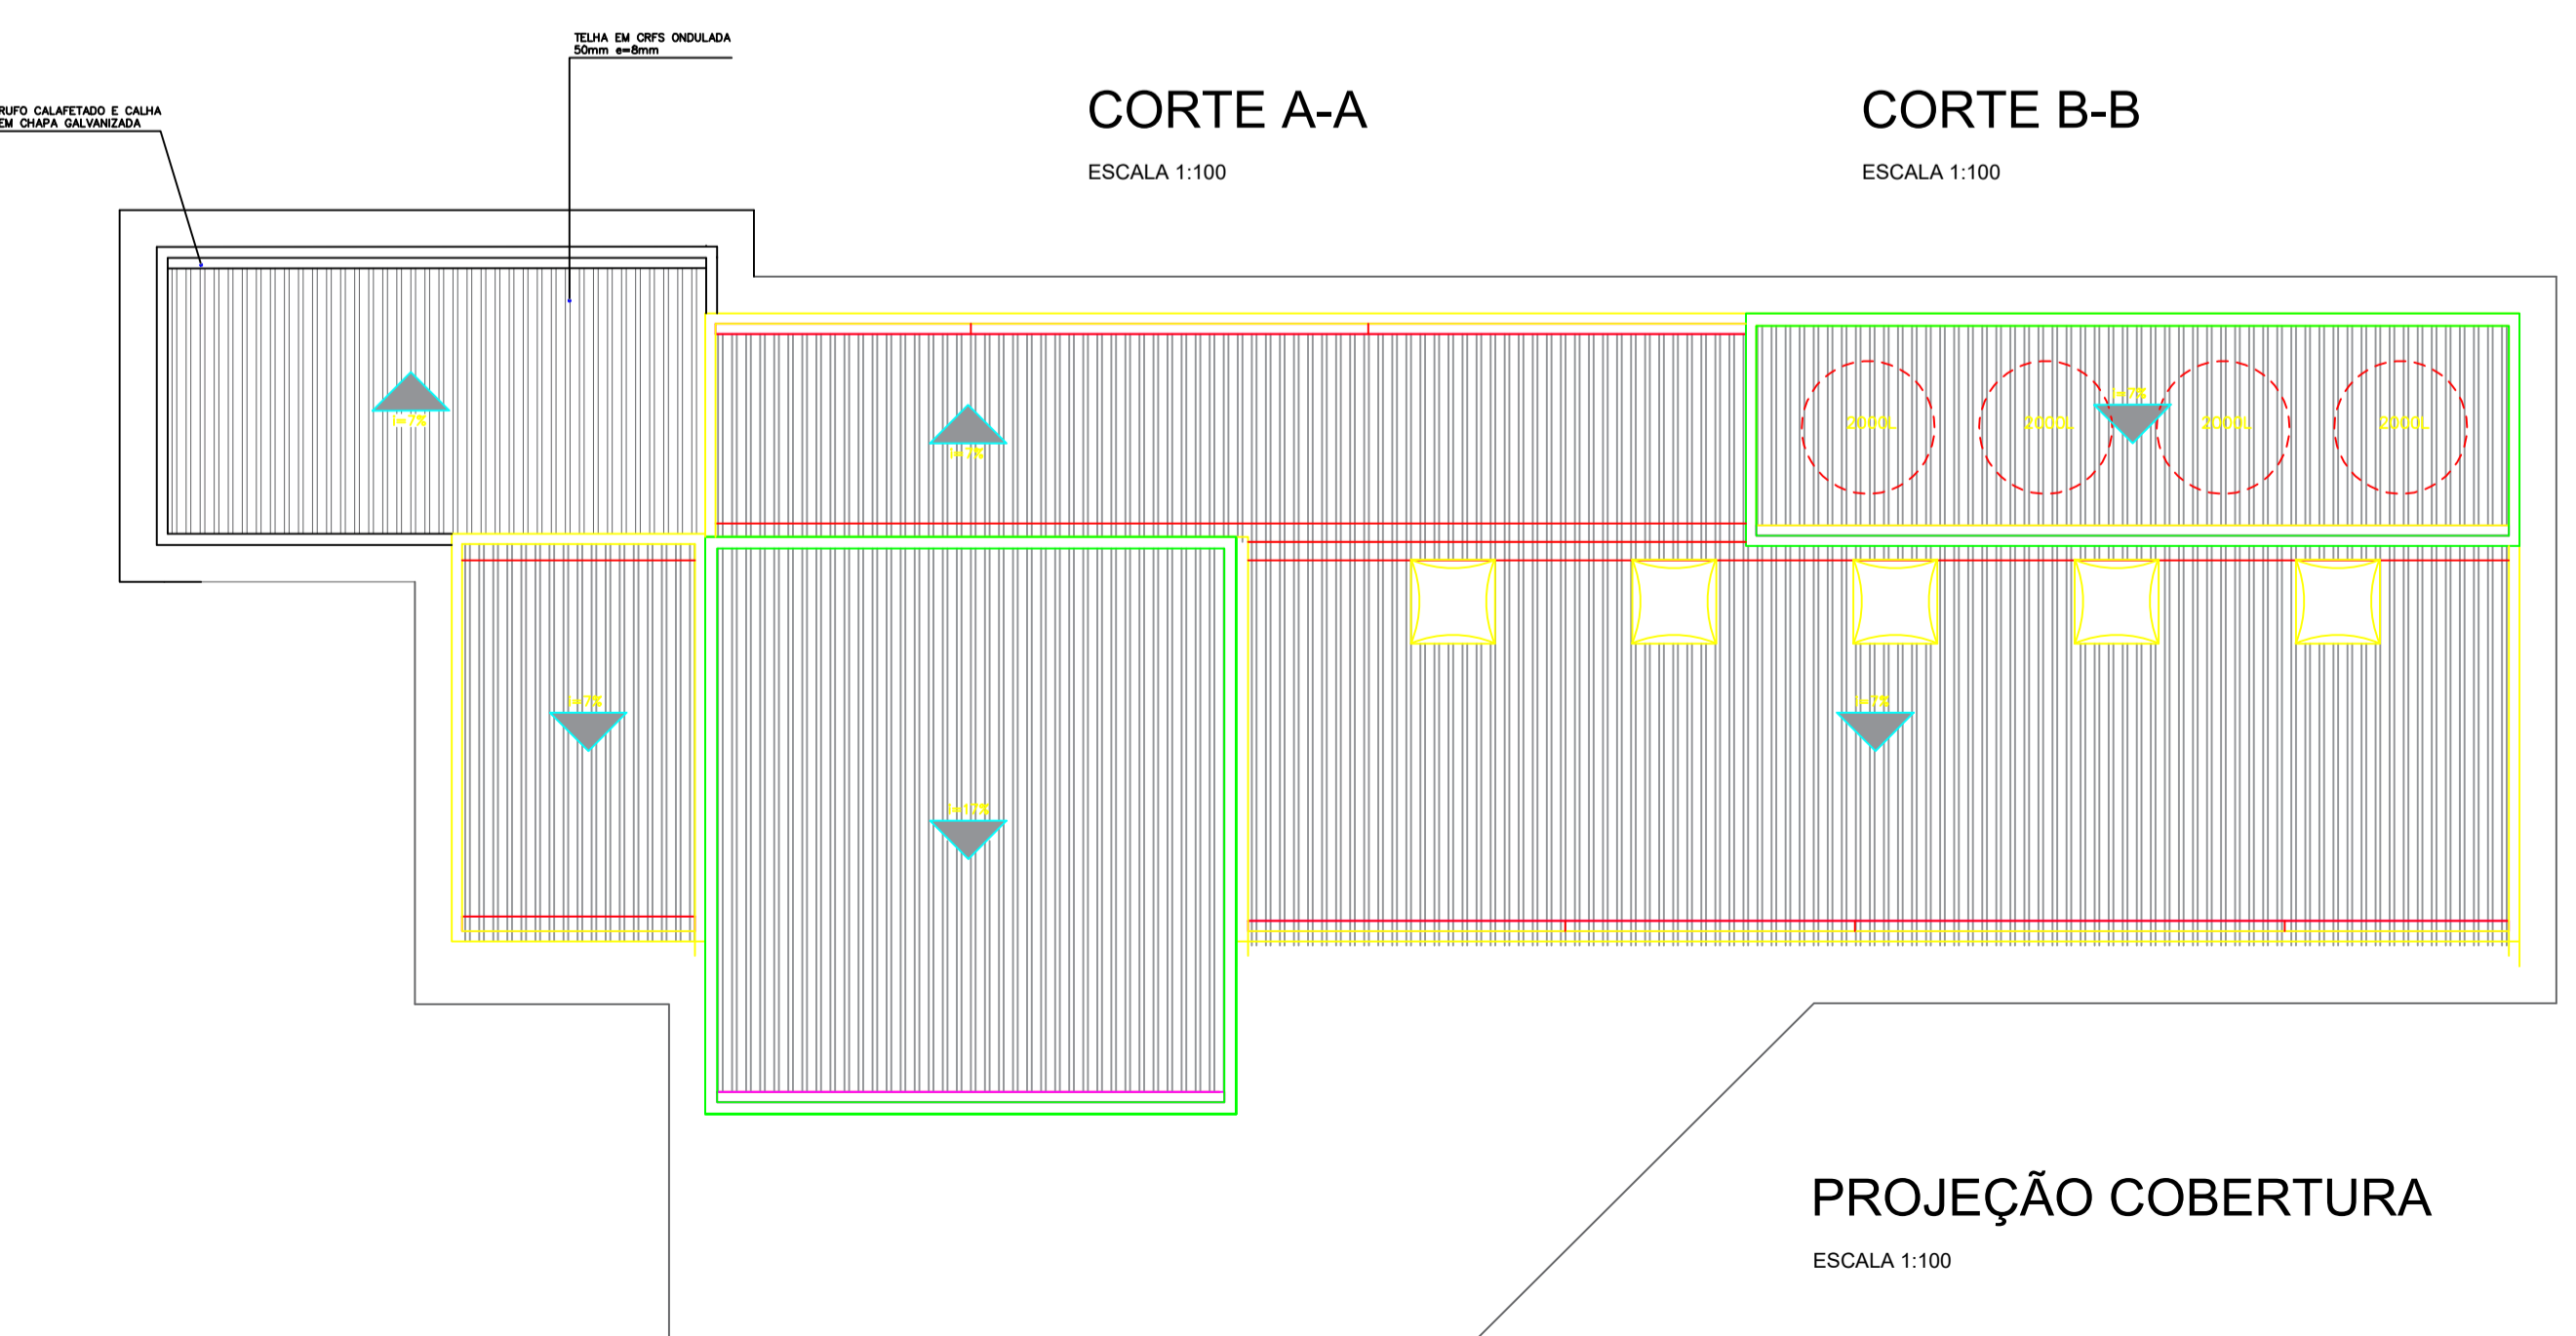 TELHA EM CRFS ONDULADA
50mm e=8mm
RUFO CALAFETADO E CALHA
EM CHAPA GALVANIZADA
CORTE A-A
ESCALA 1:100
CORTE B-B
ESCALA 1:100
i=7%
i=7%
i=7%
2000L
2000L
2000L
2000L
i=7%
i=7%
i=17%
PROJEÇÃO COBERTURA
ESCALA 1:100